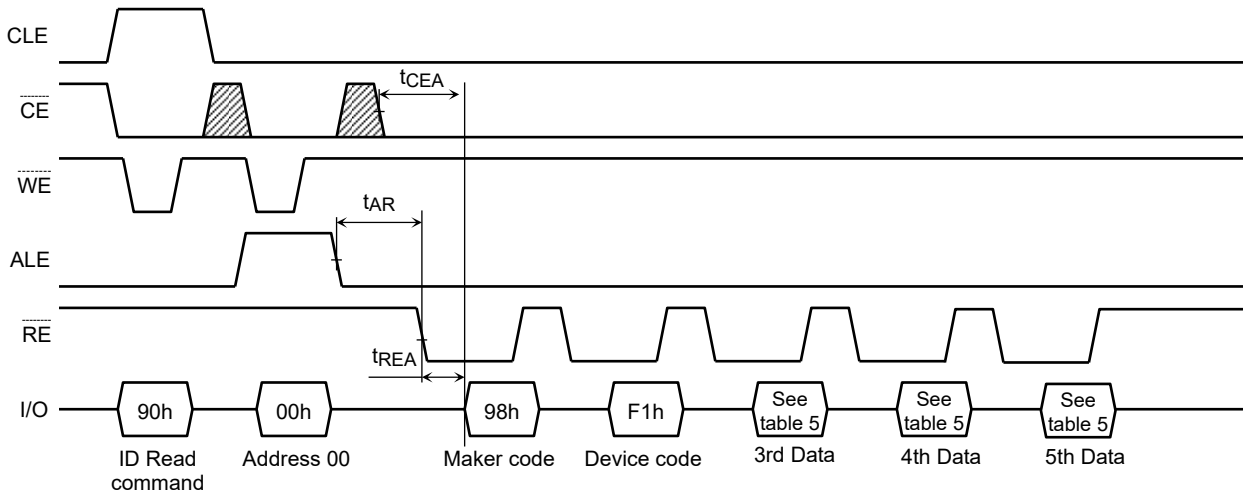 CLE
CE
tCEA
WE
tAR
ALE
RE
tREA
I/O
90h
00h
98h
F1h
See
table 5
See
table 5
See
table 5
ID Read
command
Address 00
Maker code
Device code
3rd Data
4th Data
5th Data